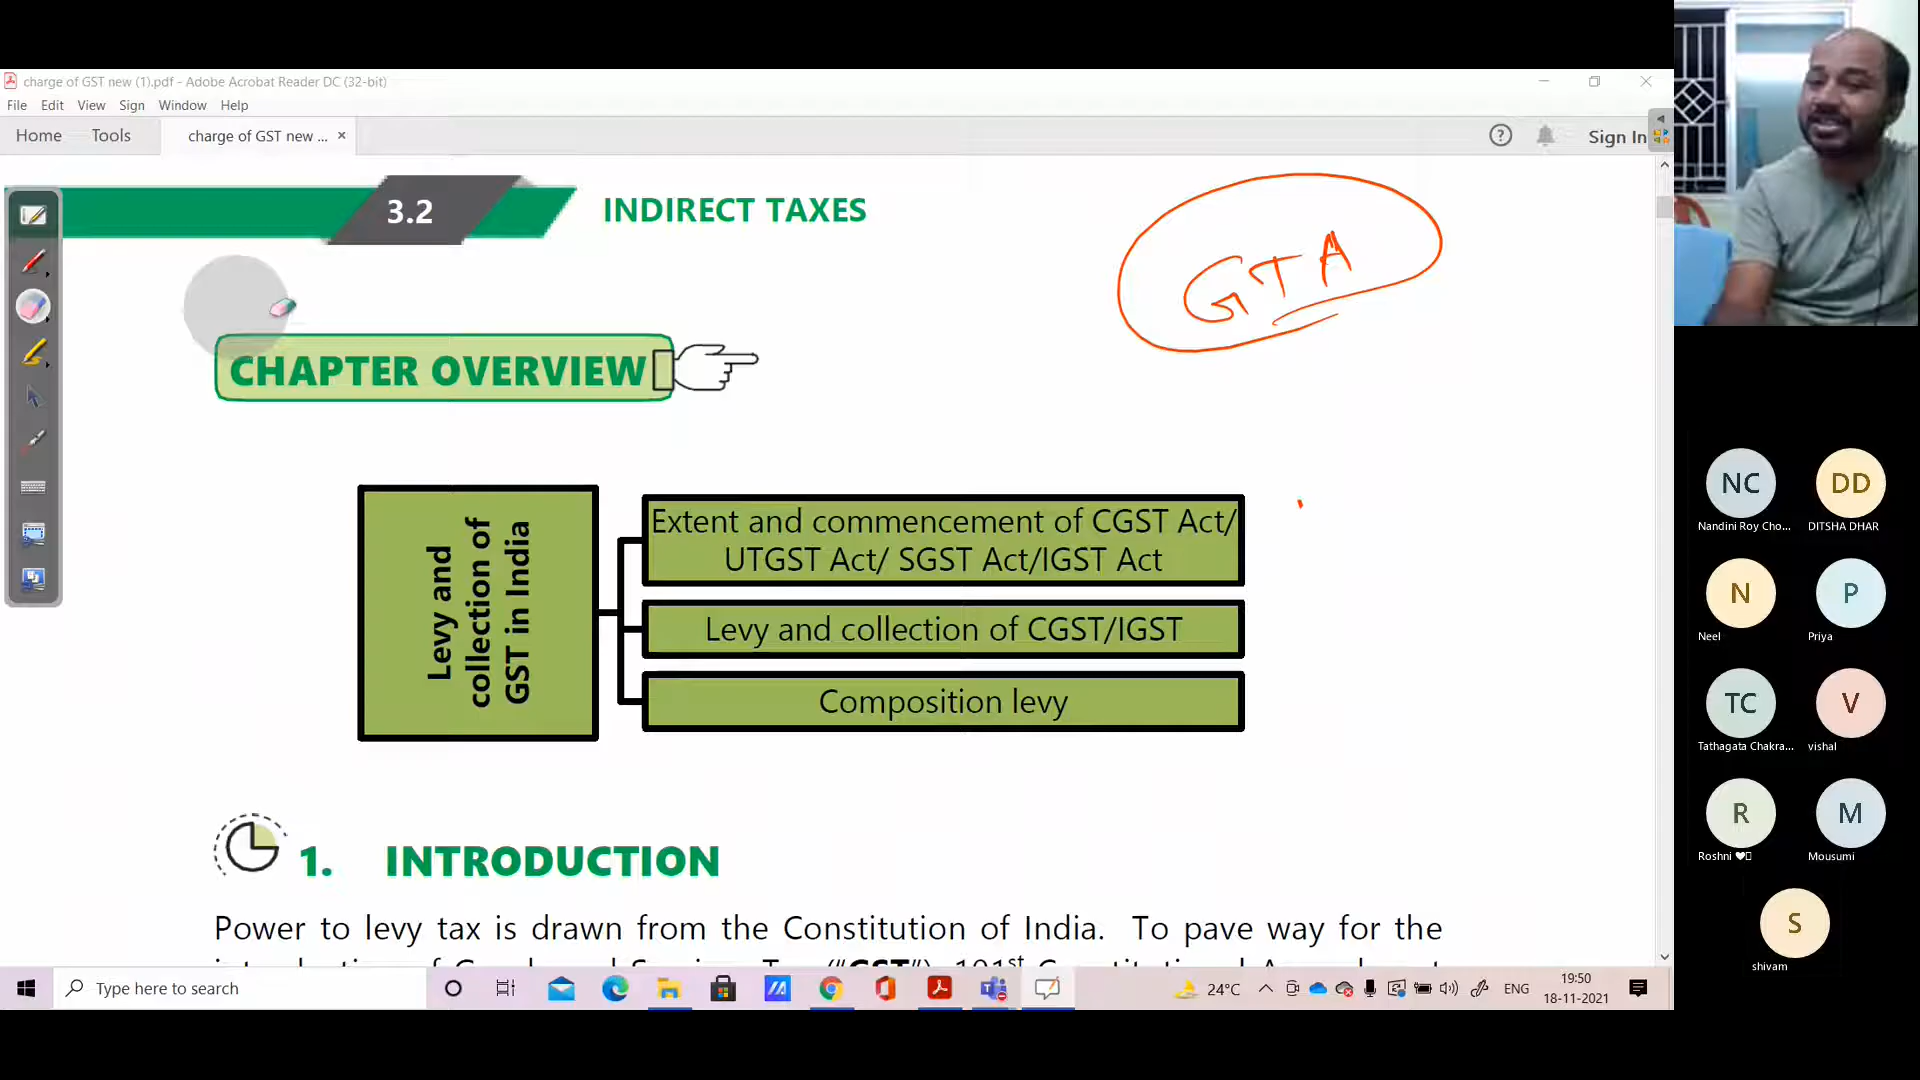 charge of GST new (1).pdf - Adobe Acrobat Reader DC (32-bit)
File Edit View Sign Window Help
Home Tools charge of GST new ... × Sign In
3.2 INDIRECT TAXES
GTA
CHAPTER OVERVIEW
Levy and
collection of
GST in India
Extent and commencement of CGST Act/
UTGST Act/ SGST Act/IGST Act
Levy and collection of CGST/IGST
Composition levy
1. INTRODUCTION
Power to levy tax is drawn from the Constitution of India. To pave way for the
("GST"), 101st
Type here to search
24°C ENG 19:50
18-11-2021
NC DD
Nandini Roy Cho... DITSHA DHAR
N P
Neel Priya
TC V
Tathagata Chakra... vishal
R M
Roshni ❤ Mousumi
S
shivam